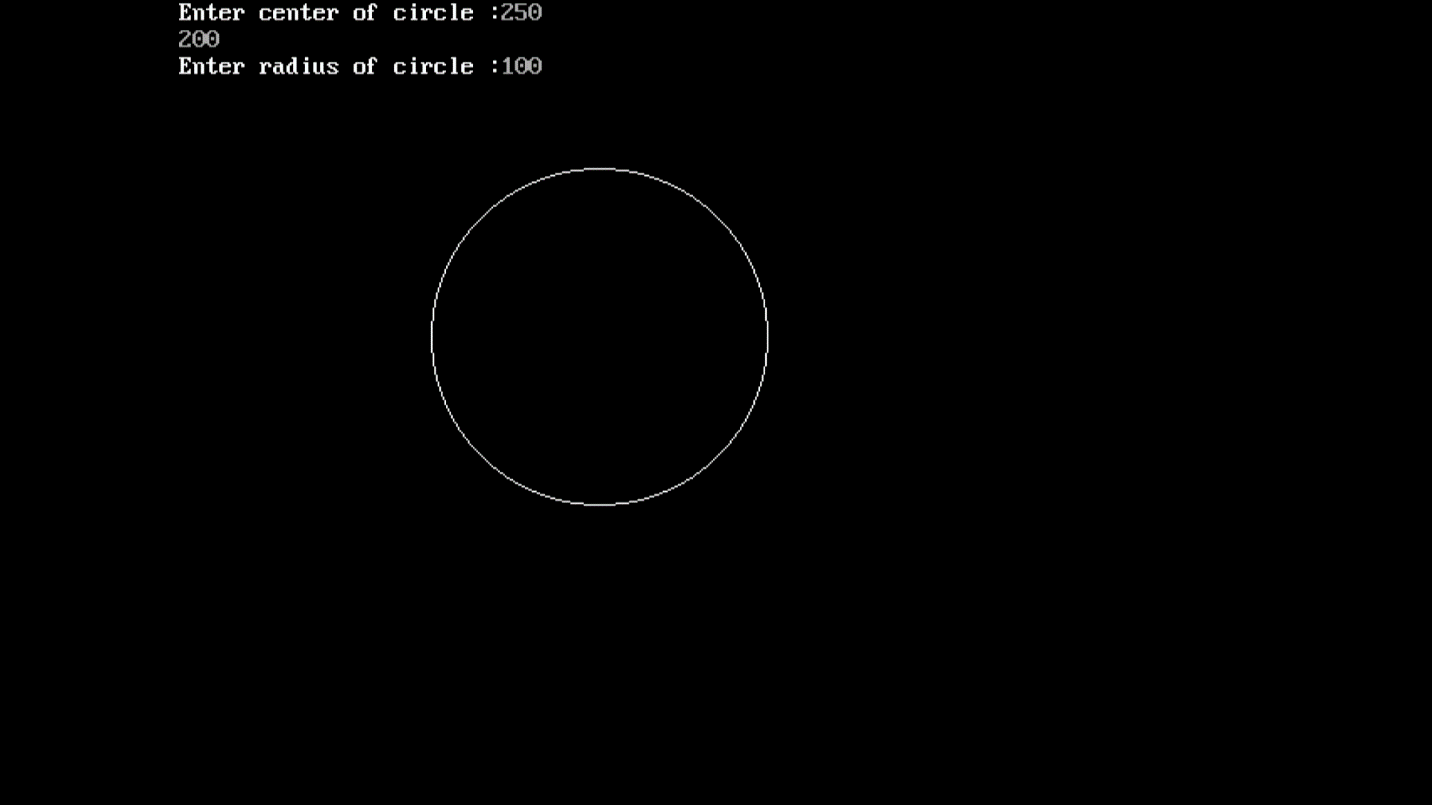 Enter center of circle :250
200
Enter radius of circle :100